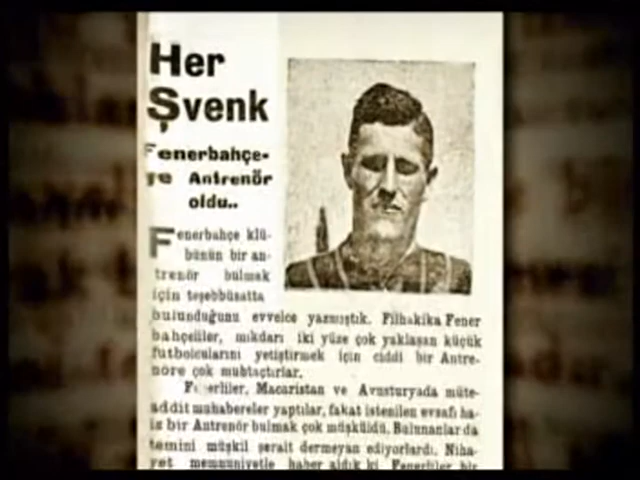 Her
Şvenk
Fenerbahçe-
ye Antrenör
oldu..
Fenerbahçe klü-
bünün bir an-
trenör bulmak
için teşebbüsatta
bulunduğunu evvelce yazmıştık. Filhakika Fener
bahçeliler, mikdarı iki yüze çok yaklaşan küçük
futbolcularını yetiştirmek için ciddi bir Antre-
nöre çok muhtaçtırlar.
Fenerliler, Macaristan ve Avusturyada müte-
addit muhabereler yaptılar, fakat istenilen evsafı ha-
iz bir Antrenör bulmak çok müşküldü. Bulunanlar da
temini müşkil şerait dermeyan ediyorlardı. Niha-
yet memnuniyetle haber aldık ki Fenerliler bir